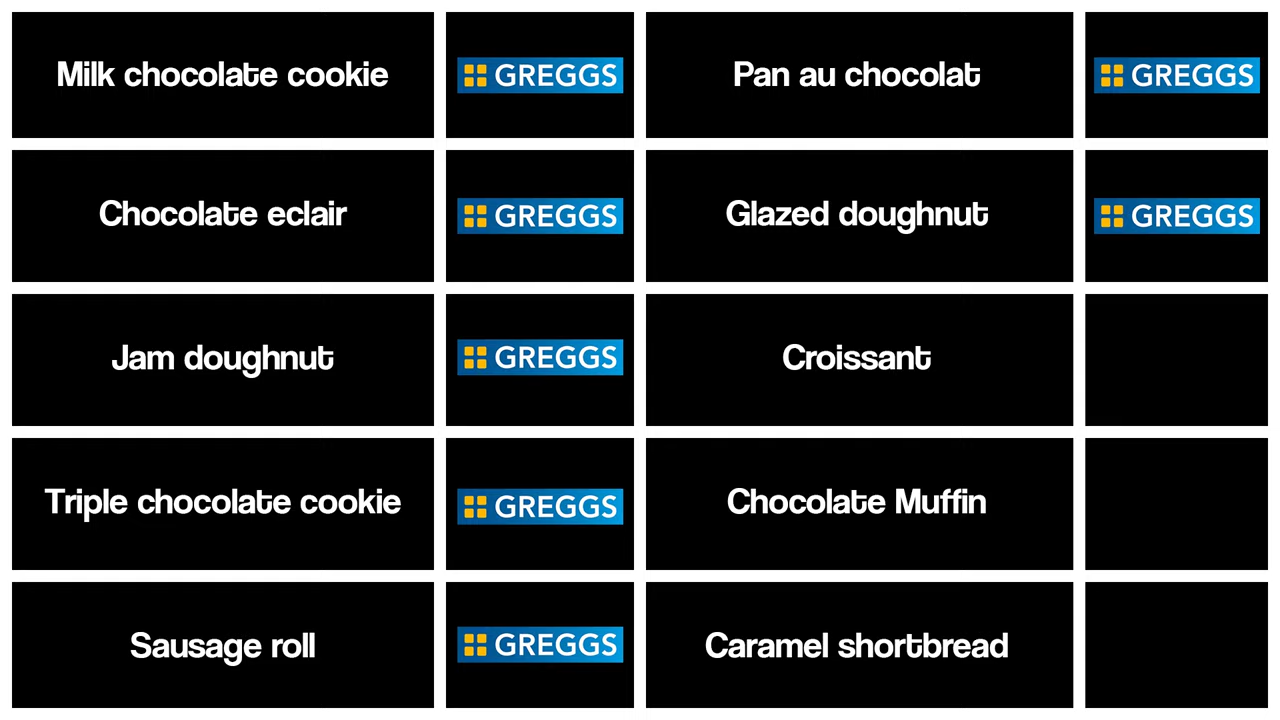 Milk chocolate cookie GREGGS Pan au chocolat GREGGS
Chocolate eclair GREGGS Glazed doughnut GREGGS
Jam doughnut GREGGS Croissant
Triple chocolate cookie GREGGS Chocolate Muffin
Sausage roll GREGGS Caramel shortbread